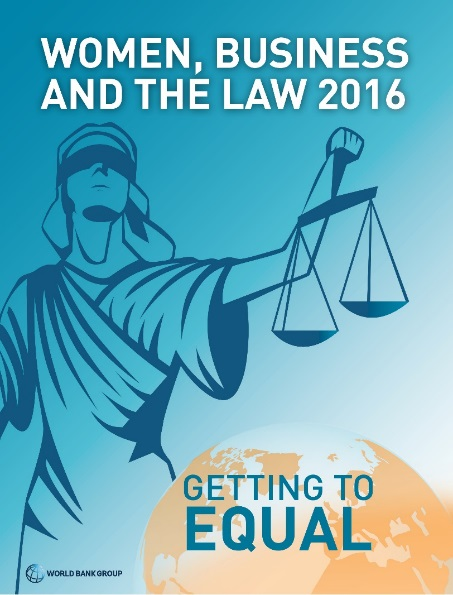 WOMEN, BUSINESS
AND THE LAW 2016
GETTING TO
EQUAL
WORLD BANK GROUP